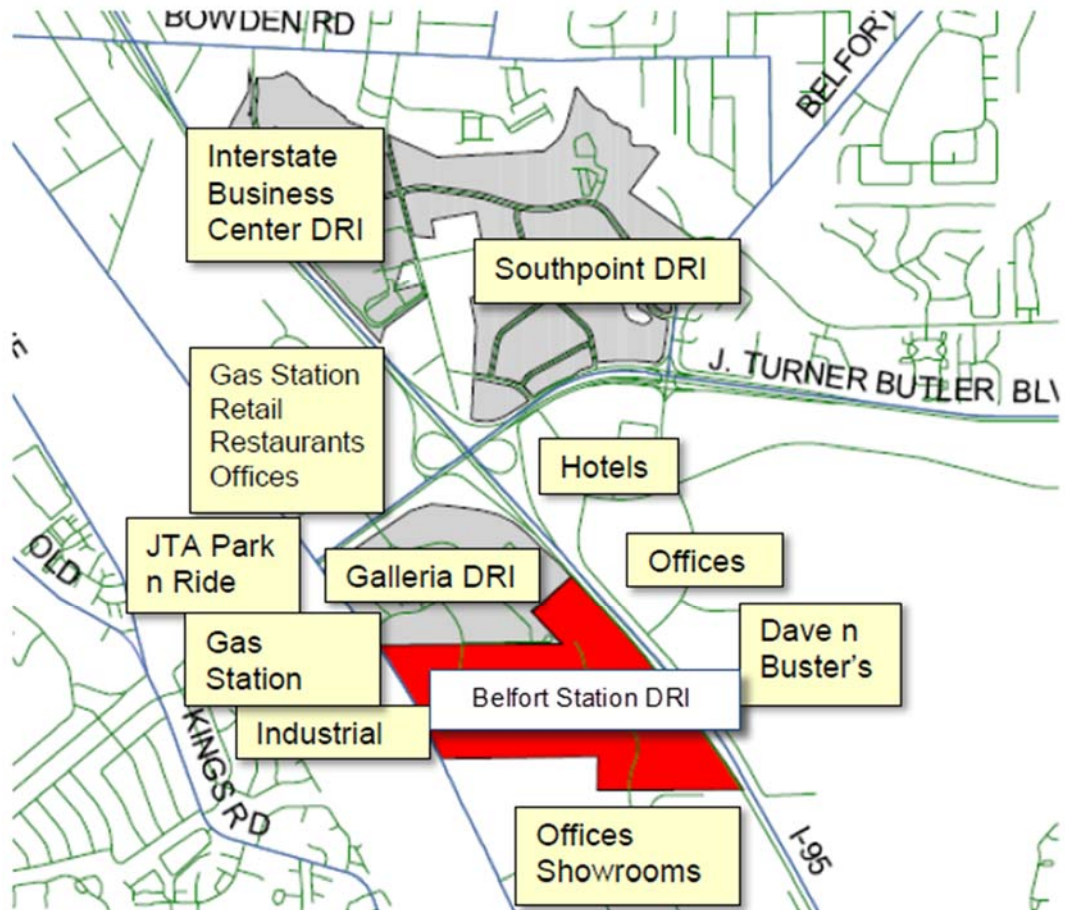 BOWDEN RD
BELFORT
Interstate
Business
Center DRI
Southpoint DRI
J. TURNER BUTLER BLV
Gas Station
Retail
Restaurants
Offices
Hotels
OLD
JTA Park
n Ride
Galleria DRI
Offices
Gas
Station
Dave n
Buster's
Belfort Station DRI
Industrial
KINGS RD
Offices
Showrooms
I-95